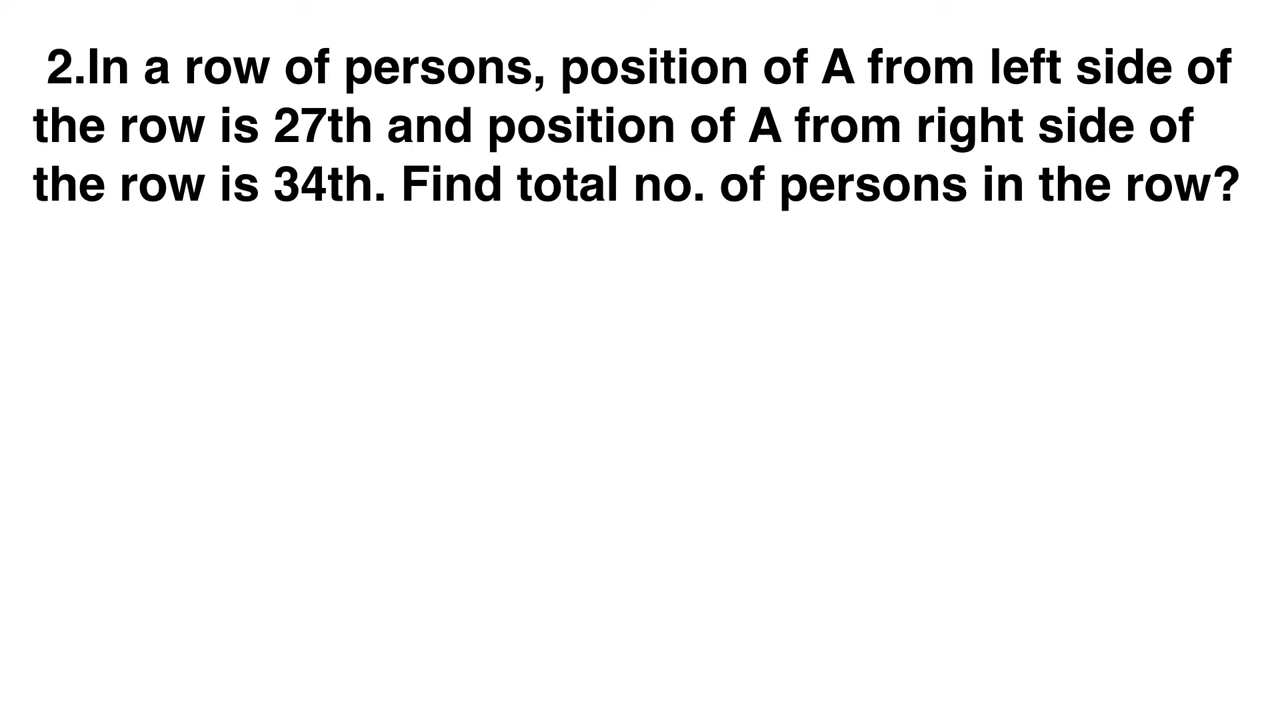 2.In a row of persons, position of A from left side of
the row is 27th and position of A from right side of
the row is 34th. Find total no. of persons in the row?